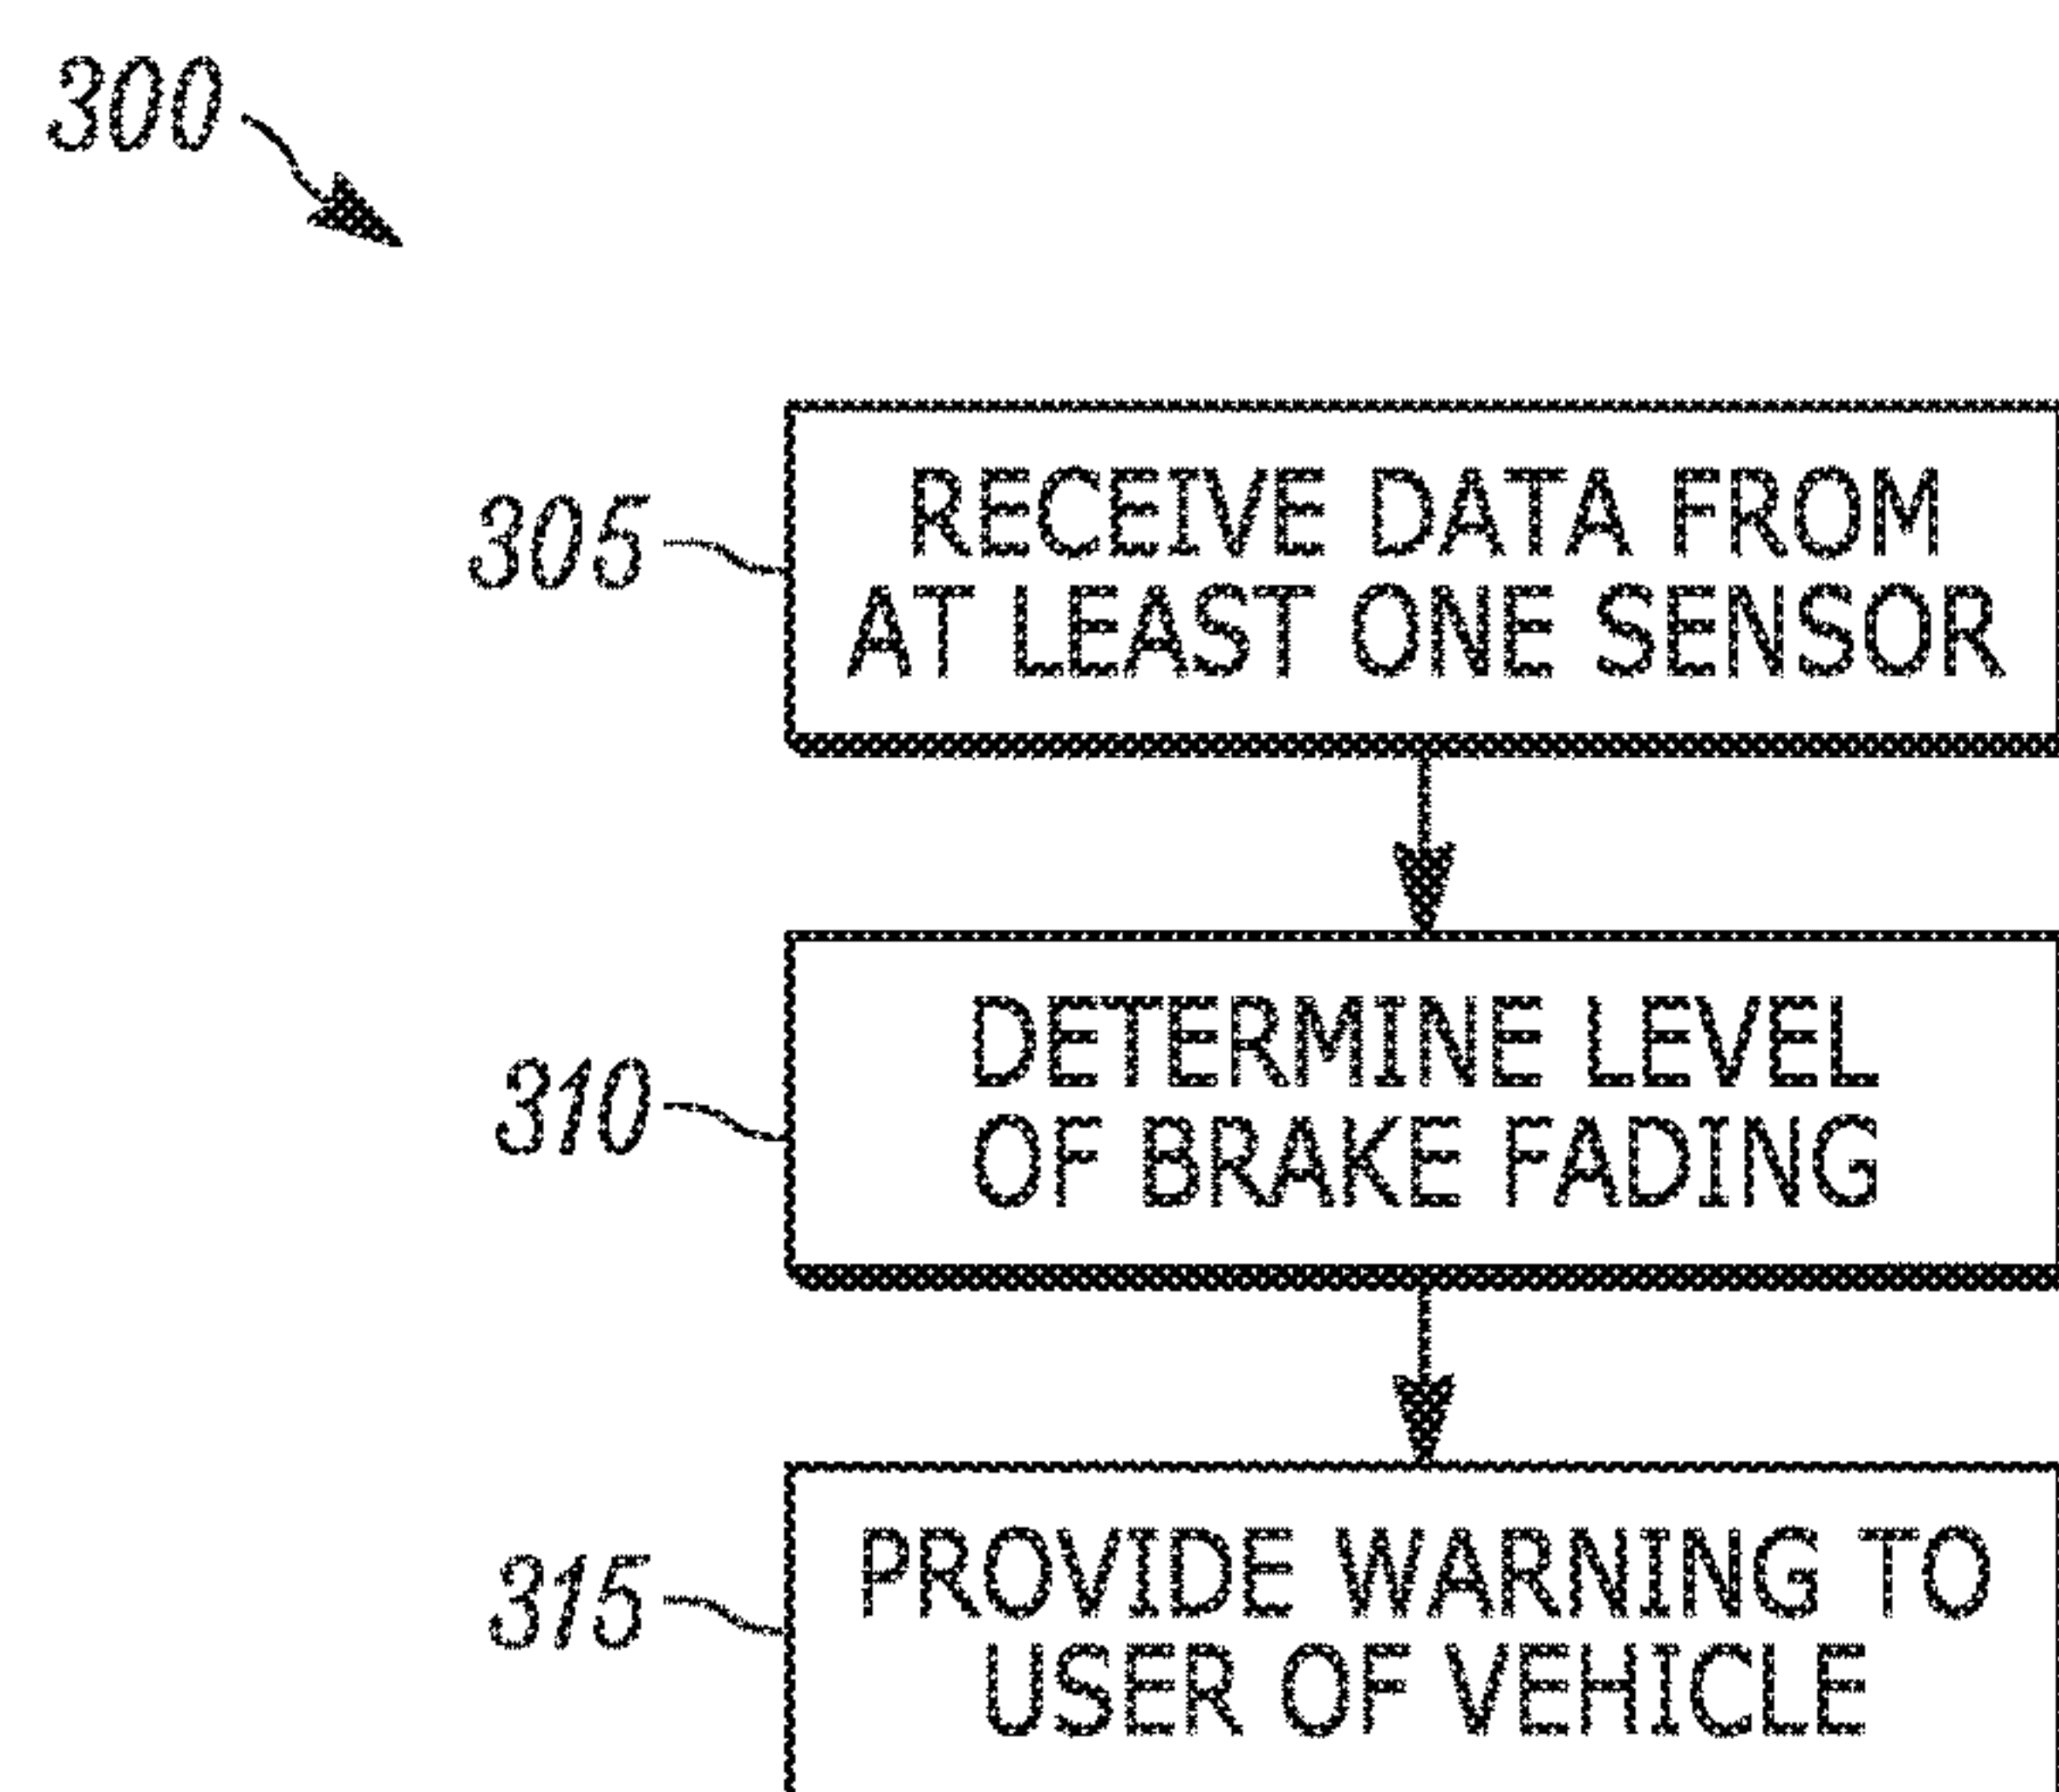 300
305
RECEIVE DATA FROM
AT LEAST ONE SENSOR
310
DETERMINE LEVEL
OF BRAKE FADING
315
PROVIDE WARNING TO
USER OF VEHICLE